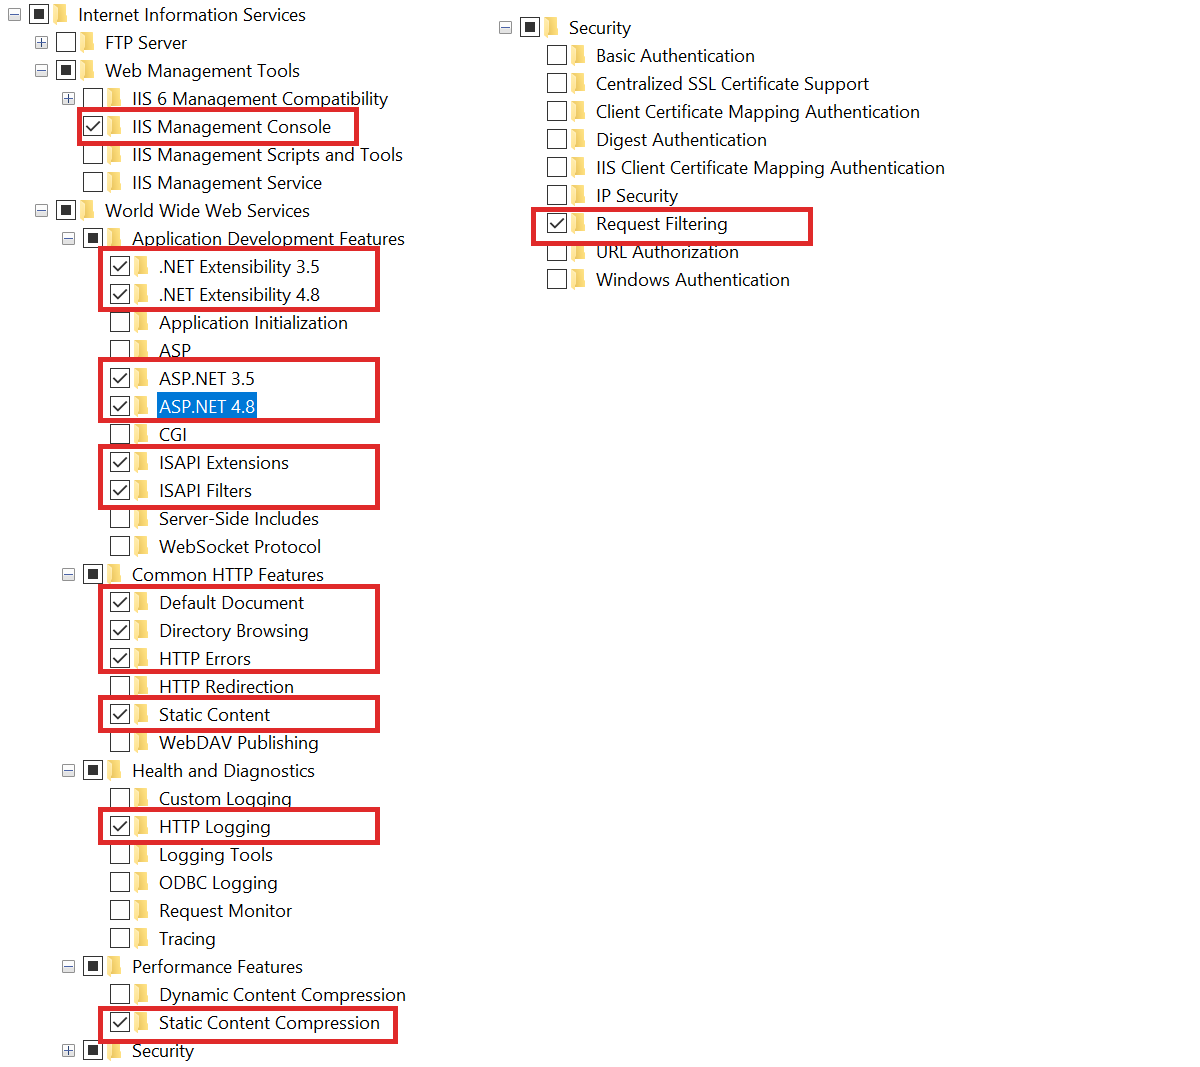 Internet Information Services
FTP Server
Web Management Tools
IIS 6 Management Compatibility
IIS Management Console
IIS Management Scripts and Tools
IIS Management Service
World Wide Web Services
Application Development Features
.NET Extensibility 3.5
.NET Extensibility 4.8
Application Initialization
ASP
ASP.NET 3.5
ASP.NET 4.8
CGI
ISAPI Extensions
ISAPI Filters
Server-Side Includes
WebSocket Protocol
Common HTTP Features
Default Document
Directory Browsing
HTTP Errors
HTTP Redirection
Static Content
WebDAV Publishing
Health and Diagnostics
Custom Logging
HTTP Logging
Logging Tools
ODBC Logging
Request Monitor
Tracing
Performance Features
Dynamic Content Compression
Static Content Compression
Security
Security
Basic Authentication
Centralized SSL Certificate Support
Client Certificate Mapping Authentication
Digest Authentication
IIS Client Certificate Mapping Authentication
IP Security
Request Filtering
URL Authorization
Windows Authentication